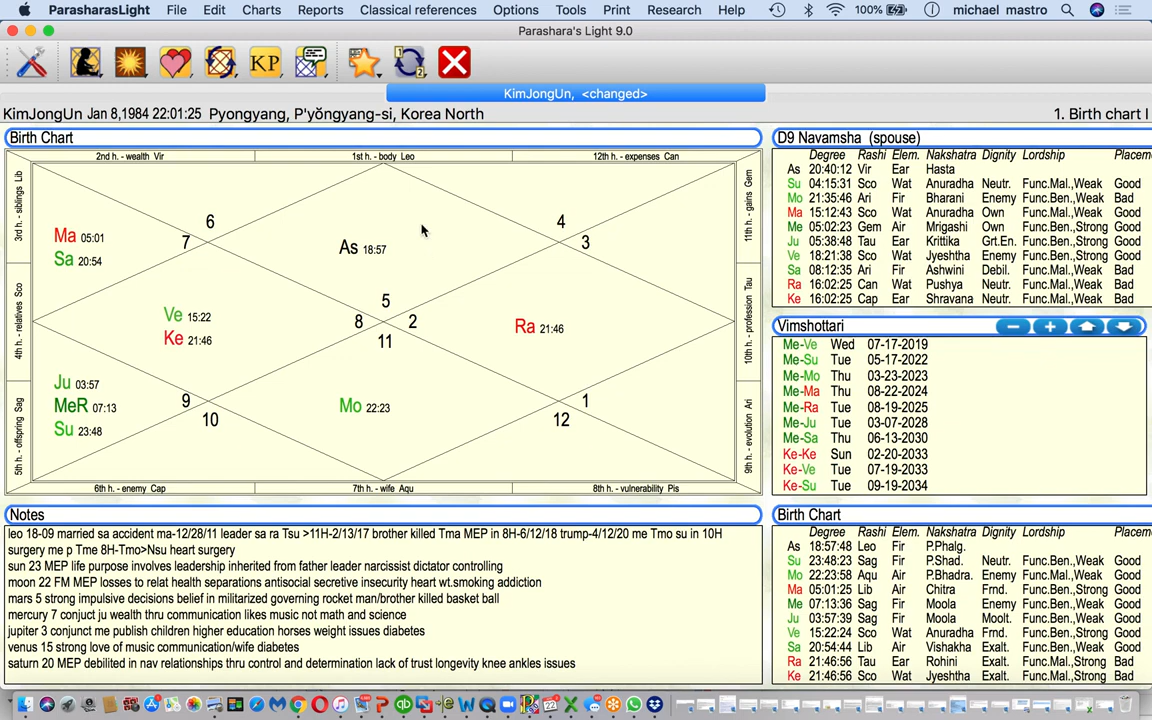 ParasharasLight File Edit Charts Reports Classical references Options Tools Print Research Help 100% michael mastro
Parashara's Light 9.0
KP
KimJongUn, <changed>
KimJongUn Jan 8,1984 22:01:25 Pyongyang, P'yŏngyang-si, Korea North 1. Birth chart I
Birth Chart
2nd h. - wealth Vir 1st h. - body Leo 12th h. - expenses Can
3rd h. - siblings Lib
4th h. - relatives Sco
5th h. - offspring Sag
11th h. - gains Gem
10th h. - profession Tau
9th h. - evolution Ari
6 4
7 3
Ma 05:01
Sa 20:54
As 18:57
5
8 2
11
Ve 15:22
Ke 21:46
Ra 21:46
Ju 03:57
MeR 07:13
Su 23:48
Mo 22:23
9 1
10 12
6th h. - enemy Cap 7th h. - wife Aqu 8th h. - vulnerability Pis
D9 Navamsha (spouse)
Degree Rashi Elem. Nakshatra Dignity Lordship Placem
As 20:40:12 Vir Ear Hasta
Su 04:15:31 Sco Wat Anuradha Neutr. Func.Mal.,Weak Good
Mo 21:35:46 Ari Fir Bharani Enemy Func.Ben.,Weak Bad
Ma 15:12:43 Sco Wat Anuradha Own Func.Mal.,Weak Good
Me 05:02:23 Gem Air Mrigashi Own Func.Ben.,Strong Good
Ju 05:38:48 Tau Ear Krittika Grt.En. Func.Ben.,Strong Good
Ve 18:21:38 Sco Wat Jyeshtha Enemy Func.Ben.,Strong Good
Sa 08:12:35 Ari Fir Ashwini Debil. Func.Mal.,Weak Bad
Ra 16:02:25 Can Wat Pushya Neutr. Func.Mal.,Weak Bad
Ke 16:02:25 Cap Ear Shravana Neutr. Func.Mal.,Weak Bad
Vimshottari
Me-Ve Wed 07-17-2019
Me-Su Tue 05-17-2022
Me-Mo Thu 03-23-2023
Me-Ma Thu 08-22-2024
Me-Ra Tue 08-19-2025
Me-Ju Tue 03-07-2028
Me-Sa Thu 06-13-2030
Ke-Ke Sun 02-20-2033
Ke-Ve Tue 07-19-2033
Ke-Su Tue 09-19-2034
Notes
leo 18-09 married sa accident ma-12/28/11 leader sa ra Tsu >11H-2/13/17 brother killed Tma MEP in 8H-6/12/18 trump-4/12/20 me Tmo su in 10H
surgery me p Tme 8H-Tmo>Nsu heart surgery
sun 23 MEP life purpose involves leadership inherited from father leader narcissist dictator controlling
moon 22 FM MEP losses to relat health separations antisocial secretive insecurity heart wt.smoking addiction
mars 5 strong impulsive decisions belief in militarized governing rocket man/brother killed basket ball
mercury 7 conjuct ju wealth thru communication likes music not math and science
jupiter 3 conjunct me publish children higher education horses weight issues diabetes
venus 15 strong love of music communication/wife diabetes
saturn 20 MEP debilited in nav relationships thru control and determination lack of trust longevity knee ankles issues
Birth Chart
Degree Rashi Elem. Nakshatra Dignity Lordship Placem
As 18:57:48 Leo Fir P.Phalg.
Su 23:48:23 Sag Fir P.Shad. Neutr. Func.Ben.,Weak Good
Mo 22:23:58 Aqu Air P.Bhadra. Enemy Func.Mal.,Weak Good
Ma 05:01:25 Lib Air Chitra Frnd. Func.Ben.,Strong Good
Me 07:13:36 Sag Fir Moola Enemy Func.Ben.,Weak Good
Ju 03:57:39 Sag Fir Moola Moolt. Func.Ben.,Weak Good
Ve 15:22:24 Sco Wat Anuradha Frnd. Func.Ben.,Strong Good
Sa 20:54:44 Lib Air Vishakha Exalt. Func.Ben.,Weak Good
Ra 21:46:56 Tau Ear Rohini Exalt. Func.Mal.,Strong Bad
Ke 21:46:56 Sco Wat Jyeshtha Exalt. Func.Ben.,Weak Good